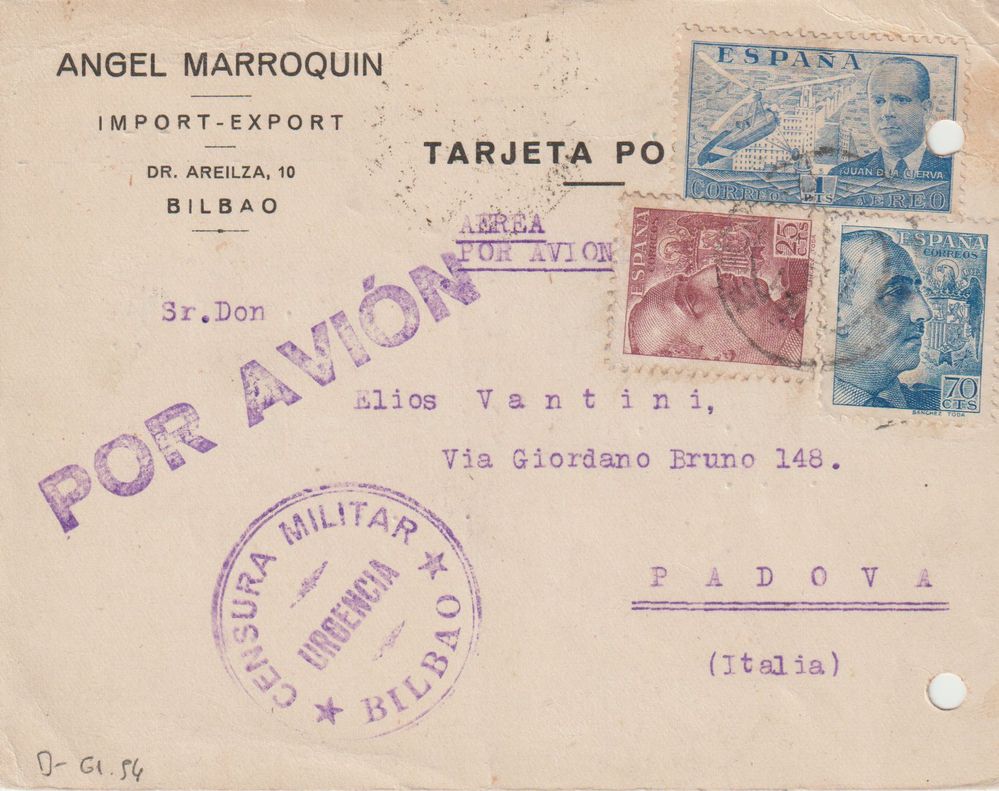 ANGEL MARROQUIN
IMPORT-EXPORT
DR. AREILZA, 10
BILBAO
TARJETA PO
ESPAÑA
JUAN DE LA CIERVA
1
PTS
CORREO AEREO
AEREA
POR AVION
ESPAÑA
CORREOS
25
CTS
SANCHEZ TODA
ESPAÑA
CORREOS
70
CTS
SANCHEZ TODA
POR AVIÓN
Sr.Don
Elios Vantini,
Via Giordano Bruno 148.
PADOVA
(Italia)
CENSURA MILITAR
URGENCIA
★ BILBAO ★